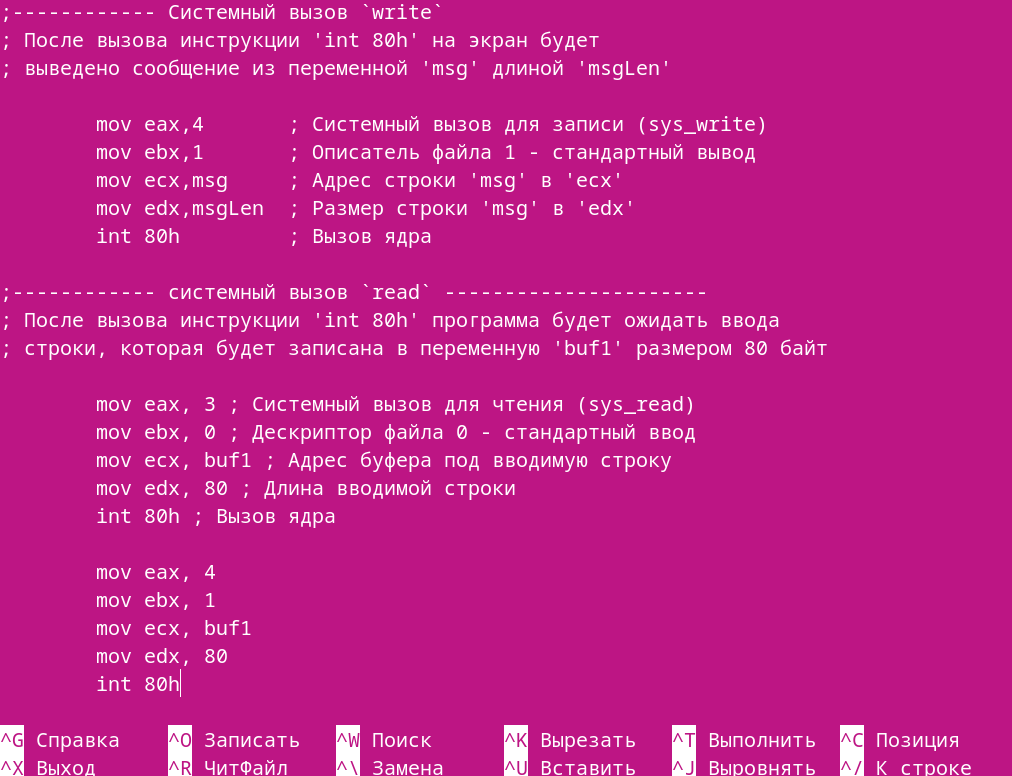 ;------------ Системный вызов `write`
; После вызова инструкции 'int 80h' на экран будет
; выведено сообщение из переменной 'msg' длиной 'msgLen'
mov eax,4 ; Системный вызов для записи (sys_write)
mov ebx,1 ; Описатель файла 1 - стандартный вывод
mov ecx,msg ; Адрес строки 'msg' в 'ecx'
mov edx,msgLen ; Размер строки 'msg' в 'edx'
int 80h ; Вызов ядра
;------------ системный вызов `read` ----------------------
; После вызова инструкции 'int 80h' программа будет ожидать ввода
; строки, которая будет записана в переменную 'buf1' размером 80 байт
mov eax, 3 ; Системный вызов для чтения (sys_read)
mov ebx, 0 ; Дескриптор файла 0 - стандартный ввод
mov ecx, buf1 ; Адрес буфера под вводимую строку
mov edx, 80 ; Длина вводимой строки
int 80h ; Вызов ядра
mov eax, 4
mov ebx, 1
mov ecx, buf1
mov edx, 80
int 80h
^G Справка ^O Записать ^W Поиск ^K Вырезать ^T Выполнить ^C Позиция
^X Выход ^R ЧитФайл ^\ Замена ^U Вставить ^J Выровнять ^/ К строке